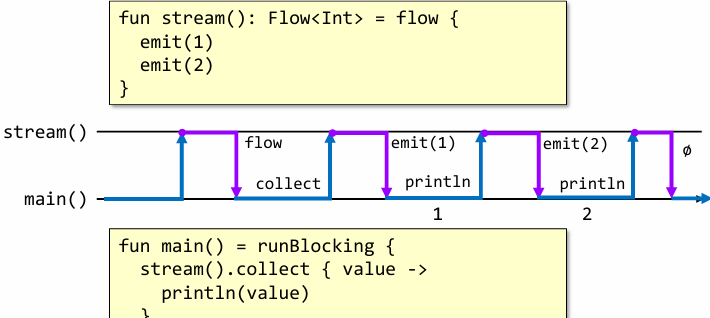 fun stream(): Flow<Int> = flow {
  emit(1)
  emit(2)
}
stream()
flow
emit(1)
emit(2)
ø
collect
println
println
main()
1
2
fun main() = runBlocking {
  stream().collect { value ->
    println(value)
  }